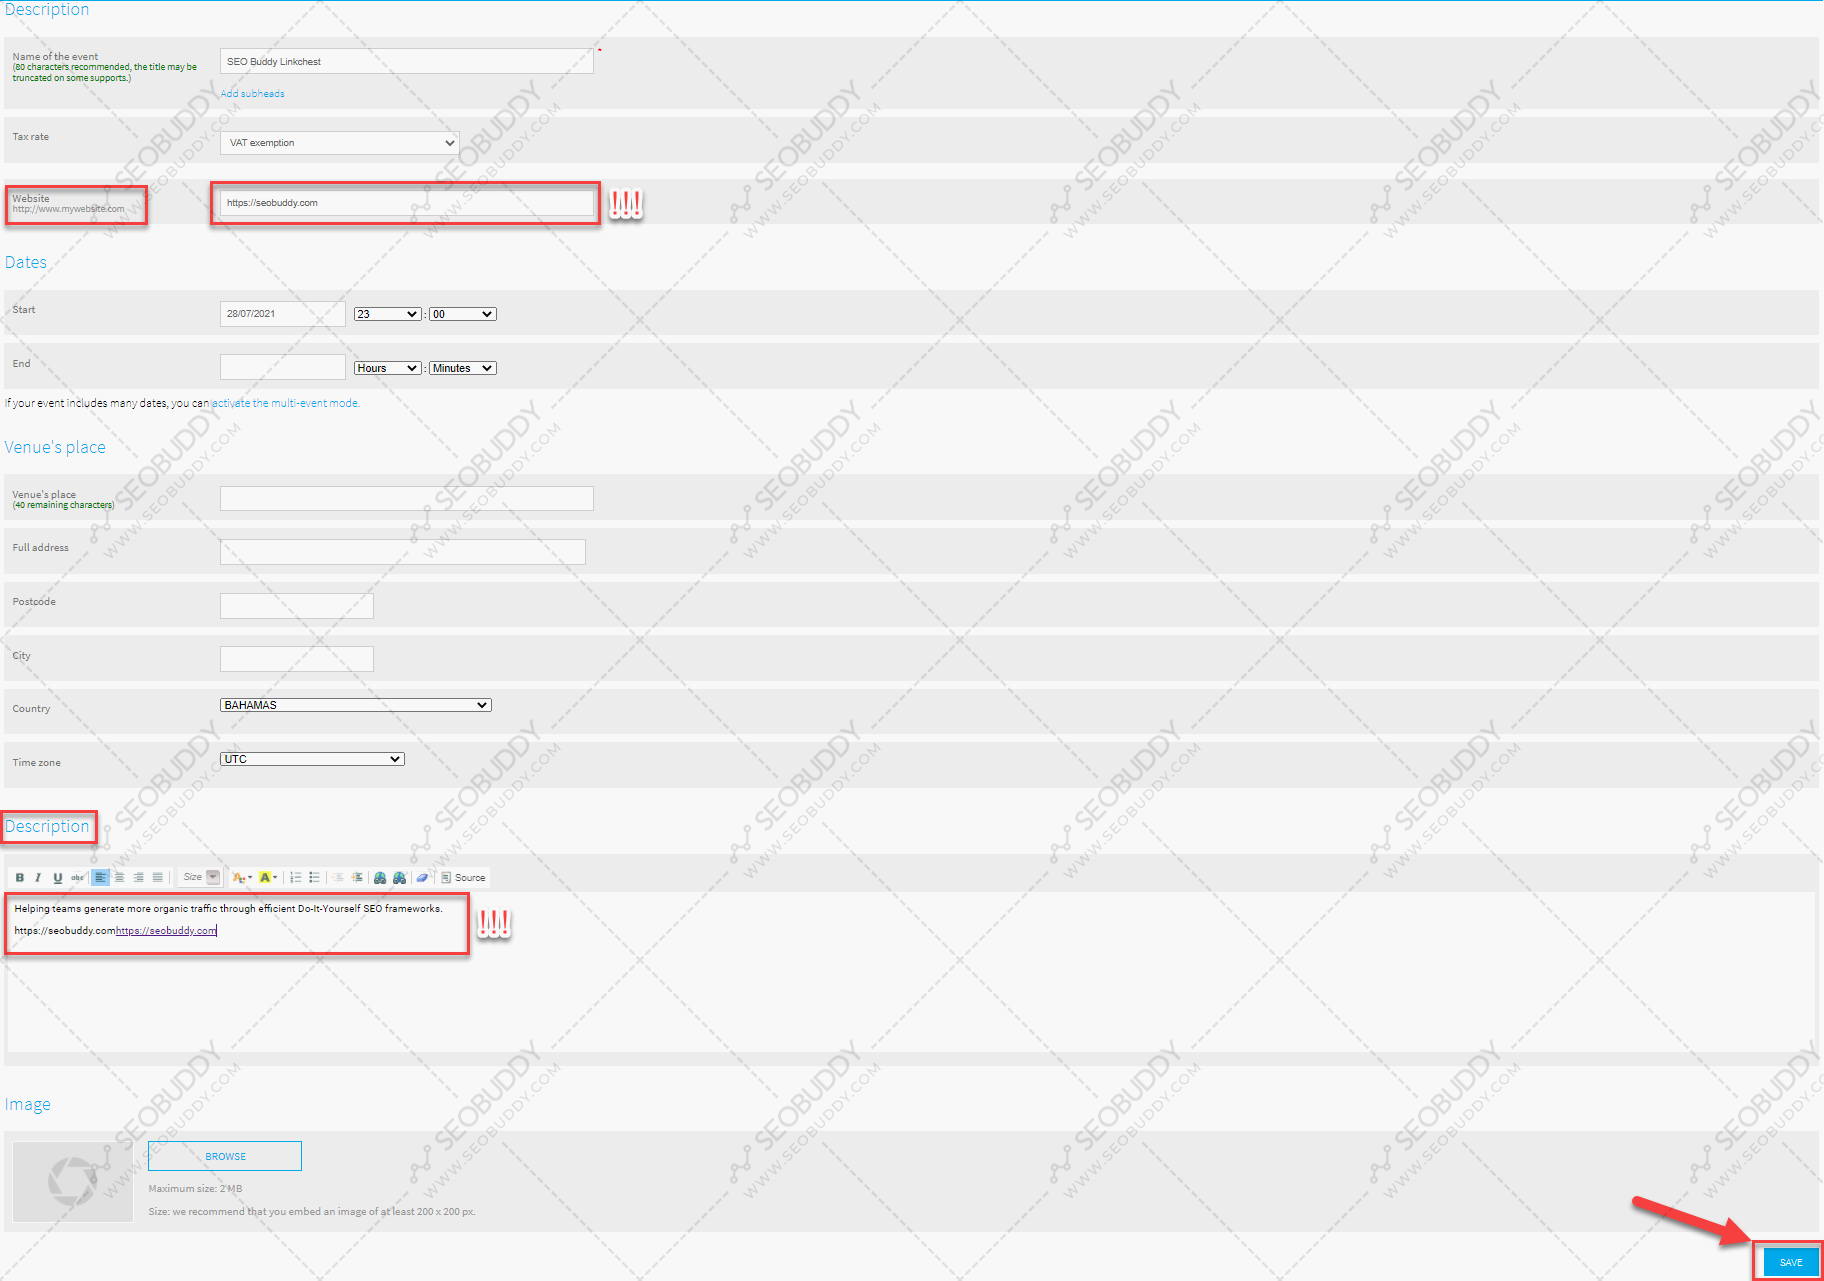 Description
Name of the event
(80 characters recommended, the title may be
truncated on some supports.)
SEO Buddy Linkchest
*
Add subheads
Tax rate
VAT exemption
Website
http://www.mywebsite.com
https://seobuddy.com
!!!
Dates
Start
28/07/2021
23 : 00
End
Hours : Minutes
If your event includes many dates, you can activate the multi-event mode.
Venue's place
Venue's place
(40 remaining characters)
Full address
Postcode
City
Country
BAHAMAS
Time zone
UTC
Description
B I U abc Size A A Source
Helping teams generate more organic traffic through efficient Do-It-Yourself SEO frameworks.
https://seobuddy.comhttps://seobuddy.com
!!!
Image
BROWSE
Maximum size: 2 MB
Size: we recommend that you embed an image of at least 200 x 200 px.
SAVE
SEOBUDDY
WWW.SEOBUDDY.COM